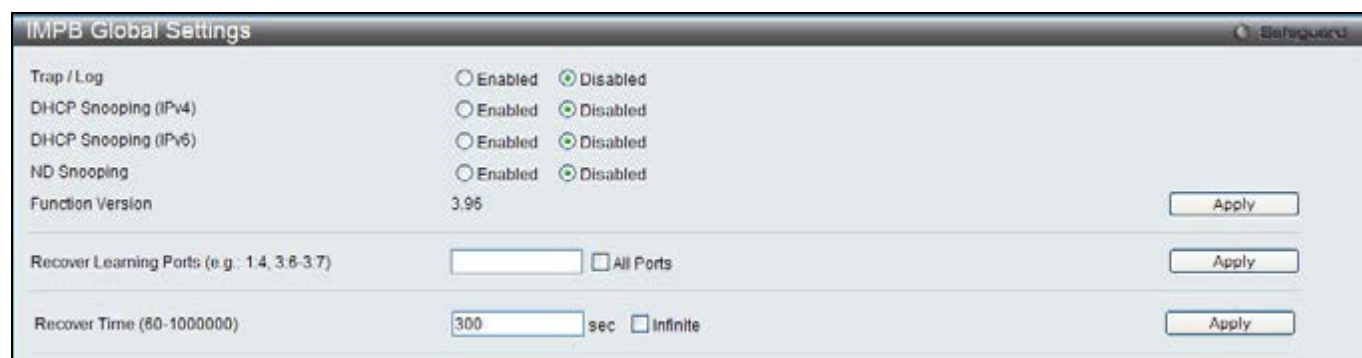 IMPB Global Settings
Safeguard
Trap / Log Enabled Disabled
DHCP Snooping (IPv4) Enabled Disabled
DHCP Snooping (IPv6) Enabled Disabled
ND Snooping Enabled Disabled
Function Version 3.96 Apply
Recover Learning Ports (e.g.: 1:4, 3:6-3:7) All Ports Apply
Recover Time (60-1000000) 300 sec Infinite Apply